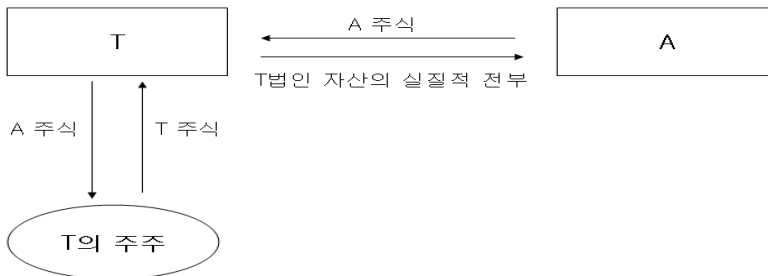 A 주식
T
A
T법인 자산의 실질적 전부
A 주식
T 주식
T의 주주